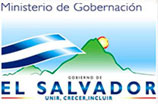 Ministerio de Gobernación
GOBIERNO DE
EL SALVADOR
UNIR, CRECER, INCLUIR